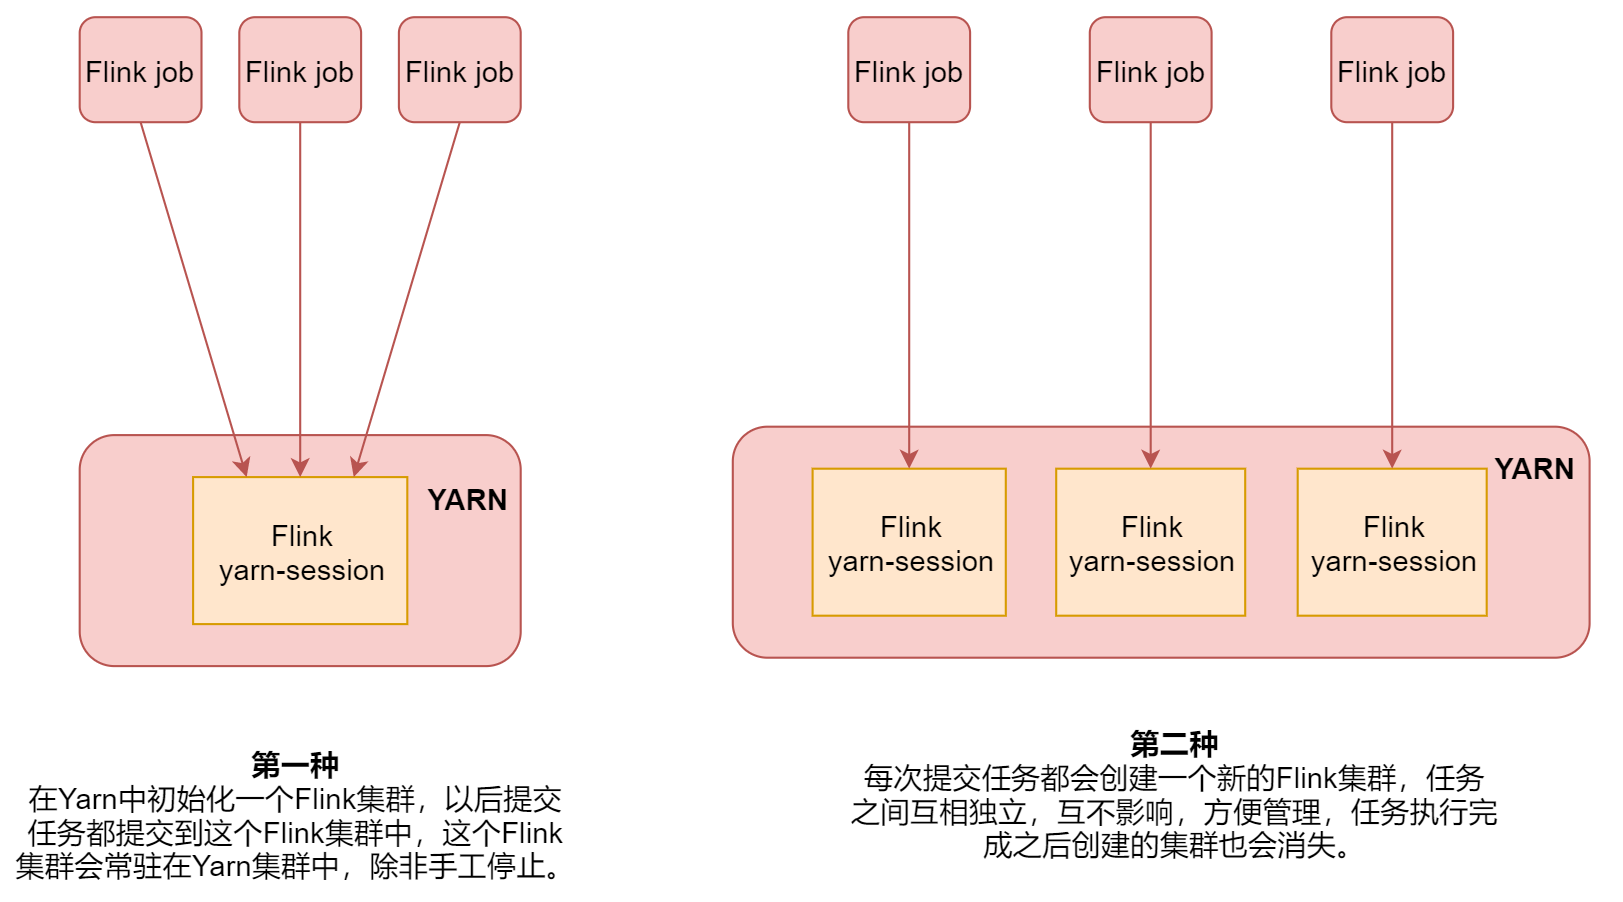 Flink job
Flink job
Flink job
YARN
Flink
yarn-session
第一种
在Yarn中初始化一个Flink集群，以后提交
任务都提交到这个Flink集群中，这个Flink
集群会常驻在Yarn集群中，除非手工停止。
Flink job
Flink job
Flink job
YARN
Flink
yarn-session
Flink
yarn-session
Flink
yarn-session
第二种
每次提交任务都会创建一个新的Flink集群，任务
之间互相独立，互不影响，方便管理，任务执行完
成之后创建的集群也会消失。